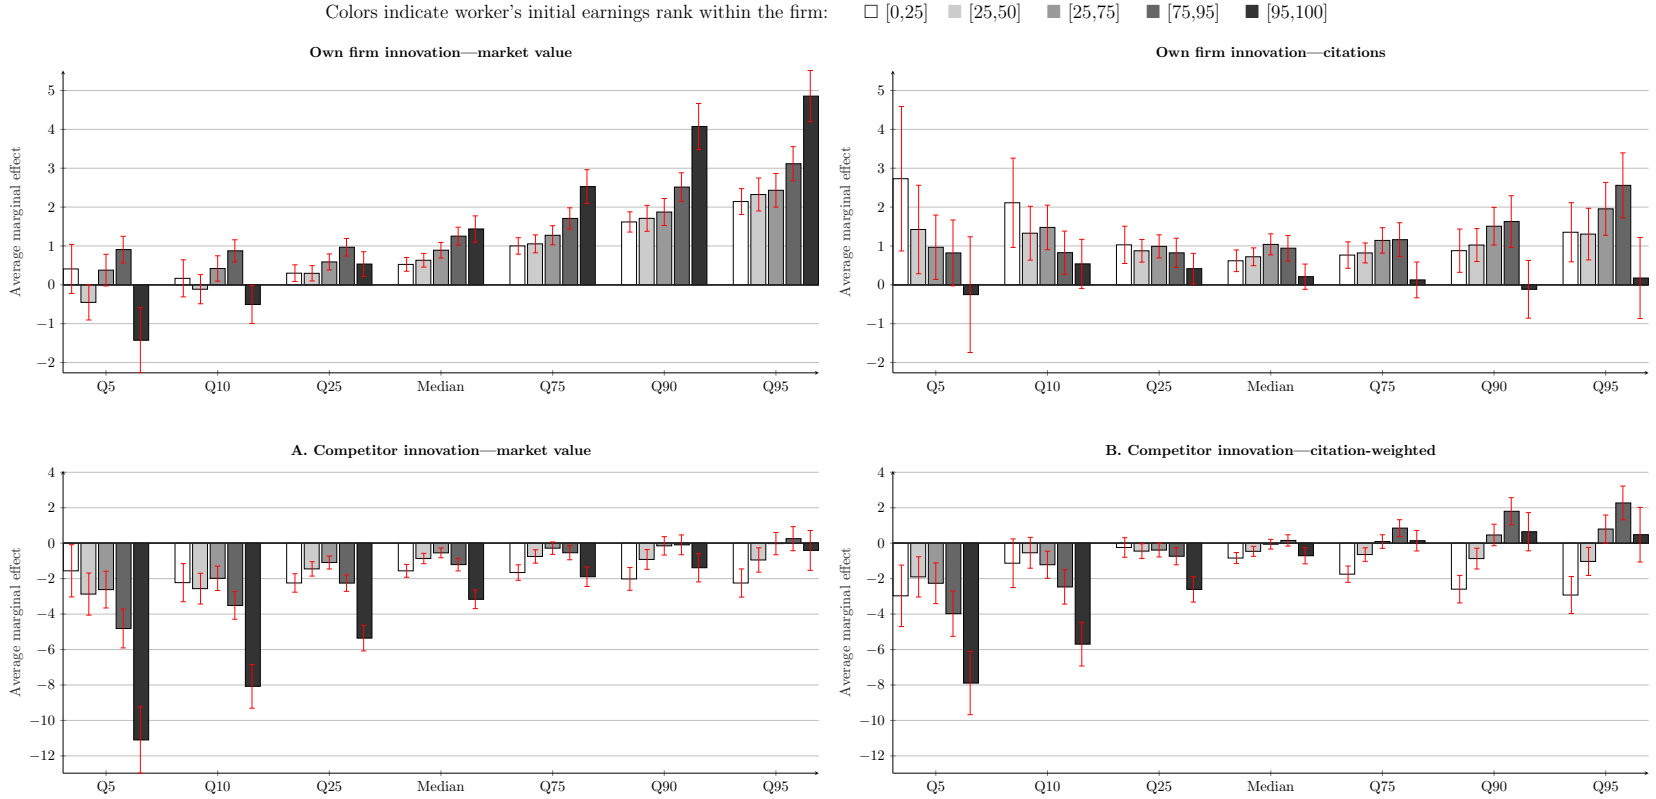 Colors indicate worker's initial earnings rank within the firm: [0,25] [25,50) [25,75] [75,95] [95,100]
Own firm innovation—market value
Average marginal effect
5
4
3
2
1
0
−1
−2
Q5 Q10 Q25 Median Q75 Q90 Q95
Own firm innovation—citations
Average marginal effect
5
4
3
2
1
0
−1
−2
Q5 Q10 Q25 Median Q75 Q90 Q95
A. Competitor innovation—market value
Average marginal effect
4
2
0
−2
−4
−6
−8
−10
−12
Q5 Q10 Q25 Median Q75 Q90 Q95
B. Competitor innovation—citation-weighted
Average marginal effect
4
2
0
−2
−4
−6
−8
−10
−12
Q5 Q10 Q25 Median Q75 Q90 Q95